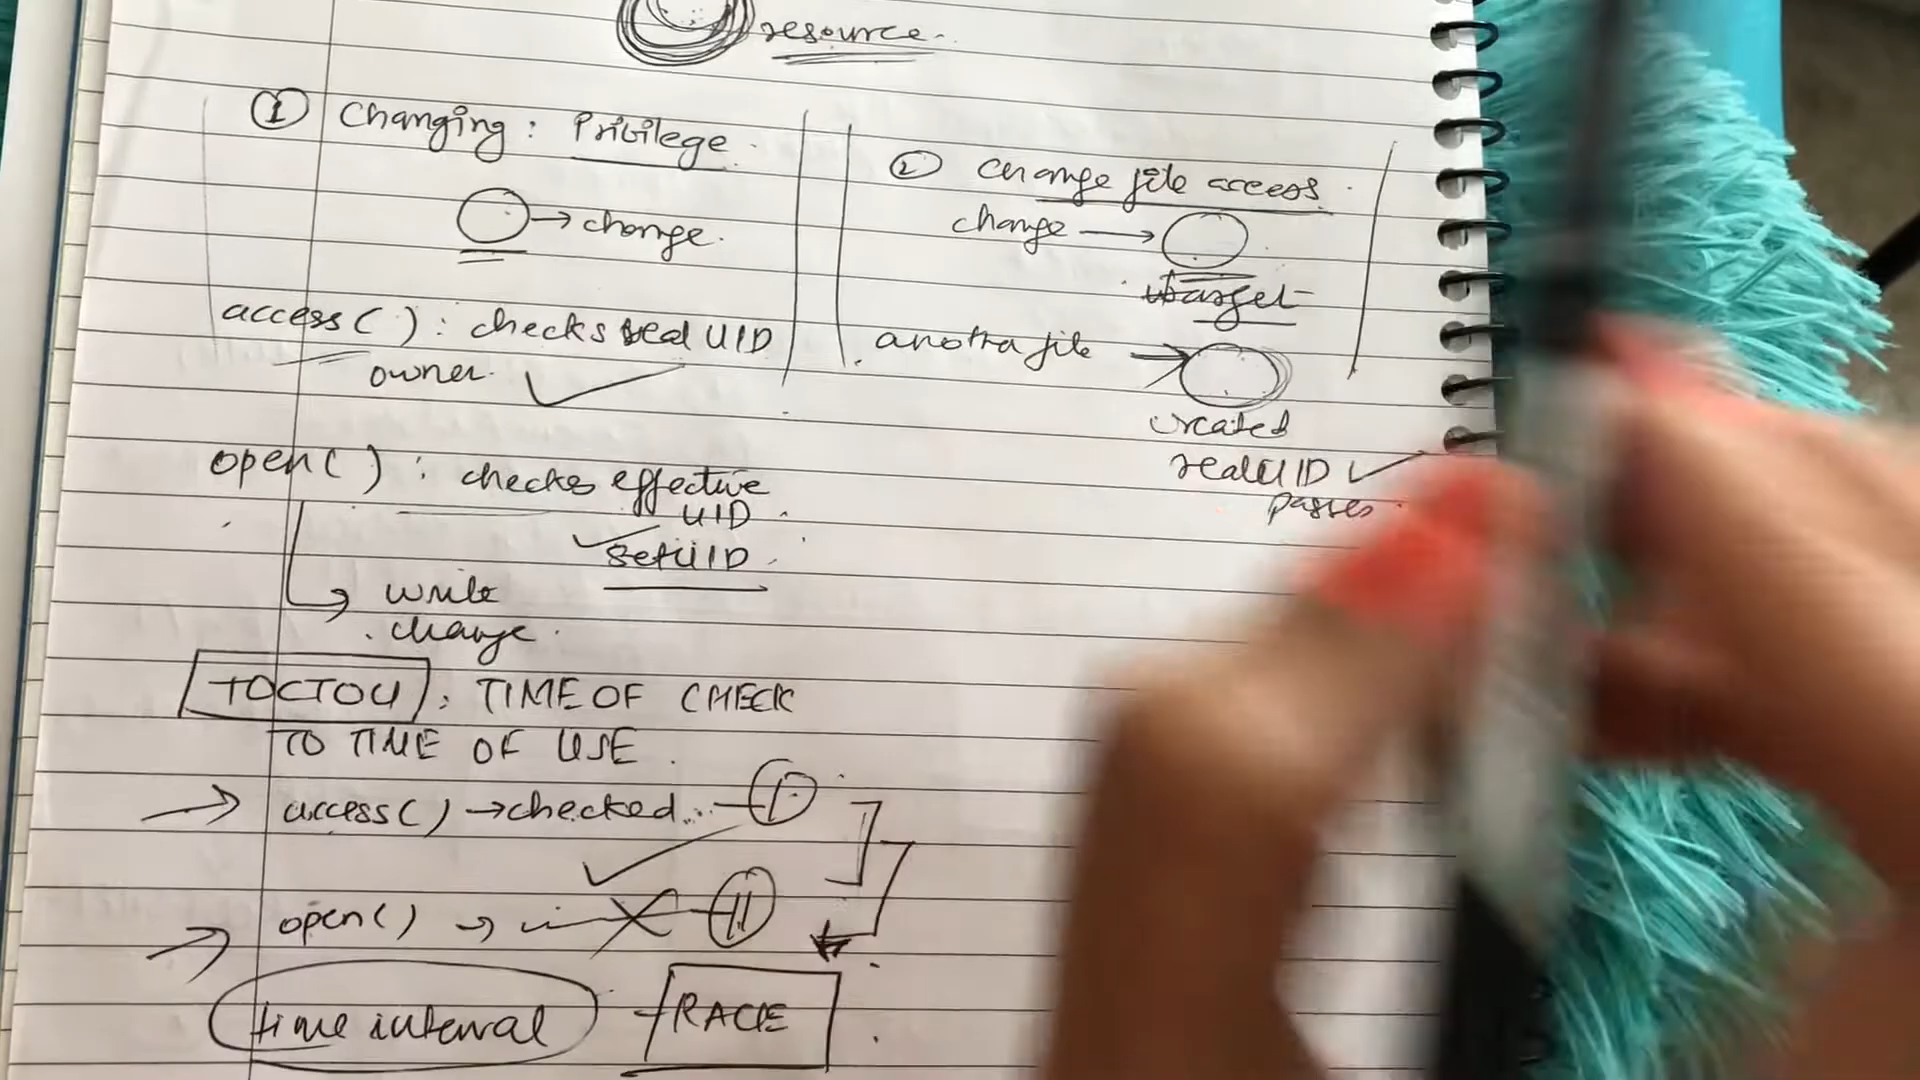 resource
① Changing: Privilege
→ change.
access( ): checks real UID
owner.
② Change file access.
change →
target
file →
created
real UID ✓
passes.
open( ): checks effective
UID.
setUID.
write
change.
TOCTOU: TIME OF CHECK
TO TIME OF USE.
→ access( ) → checked.. I
→ open( ) → II
time interval RACE